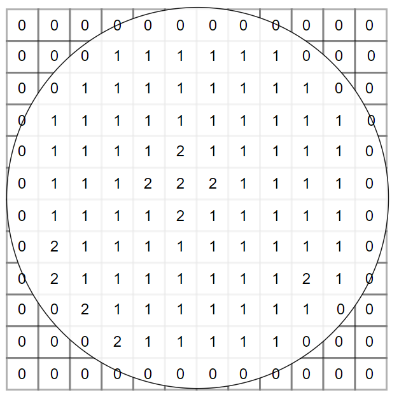 0 0 0 0 0 0 0 0 0 0 0 0
0 0 0 1 1 1 1 1 1 0 0 0
0 0 1 1 1 1 1 1 1 1 0 0
0 1 1 1 1 1 1 1 1 1 1 0
0 1 1 1 1 2 1 1 1 1 1 0
0 1 1 1 2 2 2 1 1 1 1 0
0 1 1 1 1 2 1 1 1 1 1 0
0 2 1 1 1 1 1 1 1 1 1 0
0 2 1 1 1 1 1 1 1 2 1 0
0 0 2 1 1 1 1 1 1 1 0 0
0 0 0 2 1 1 1 1 1 0 0 0
0 0 0 0 0 0 0 0 0 0 0 0